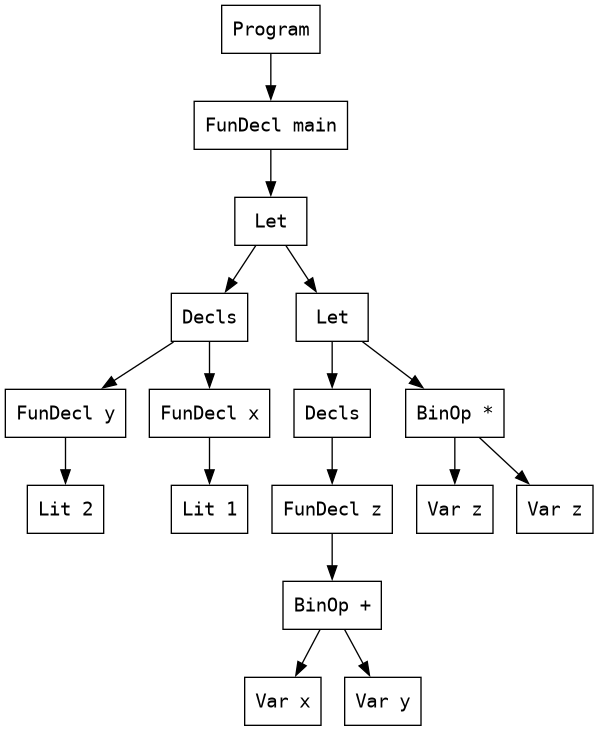 Program
FunDecl main
Let
Decls
Let
FunDecl y
FunDecl x
Decls
BinOp *
Lit 2
Lit 1
FunDecl z
Var z
Var z
BinOp +
Var x
Var y